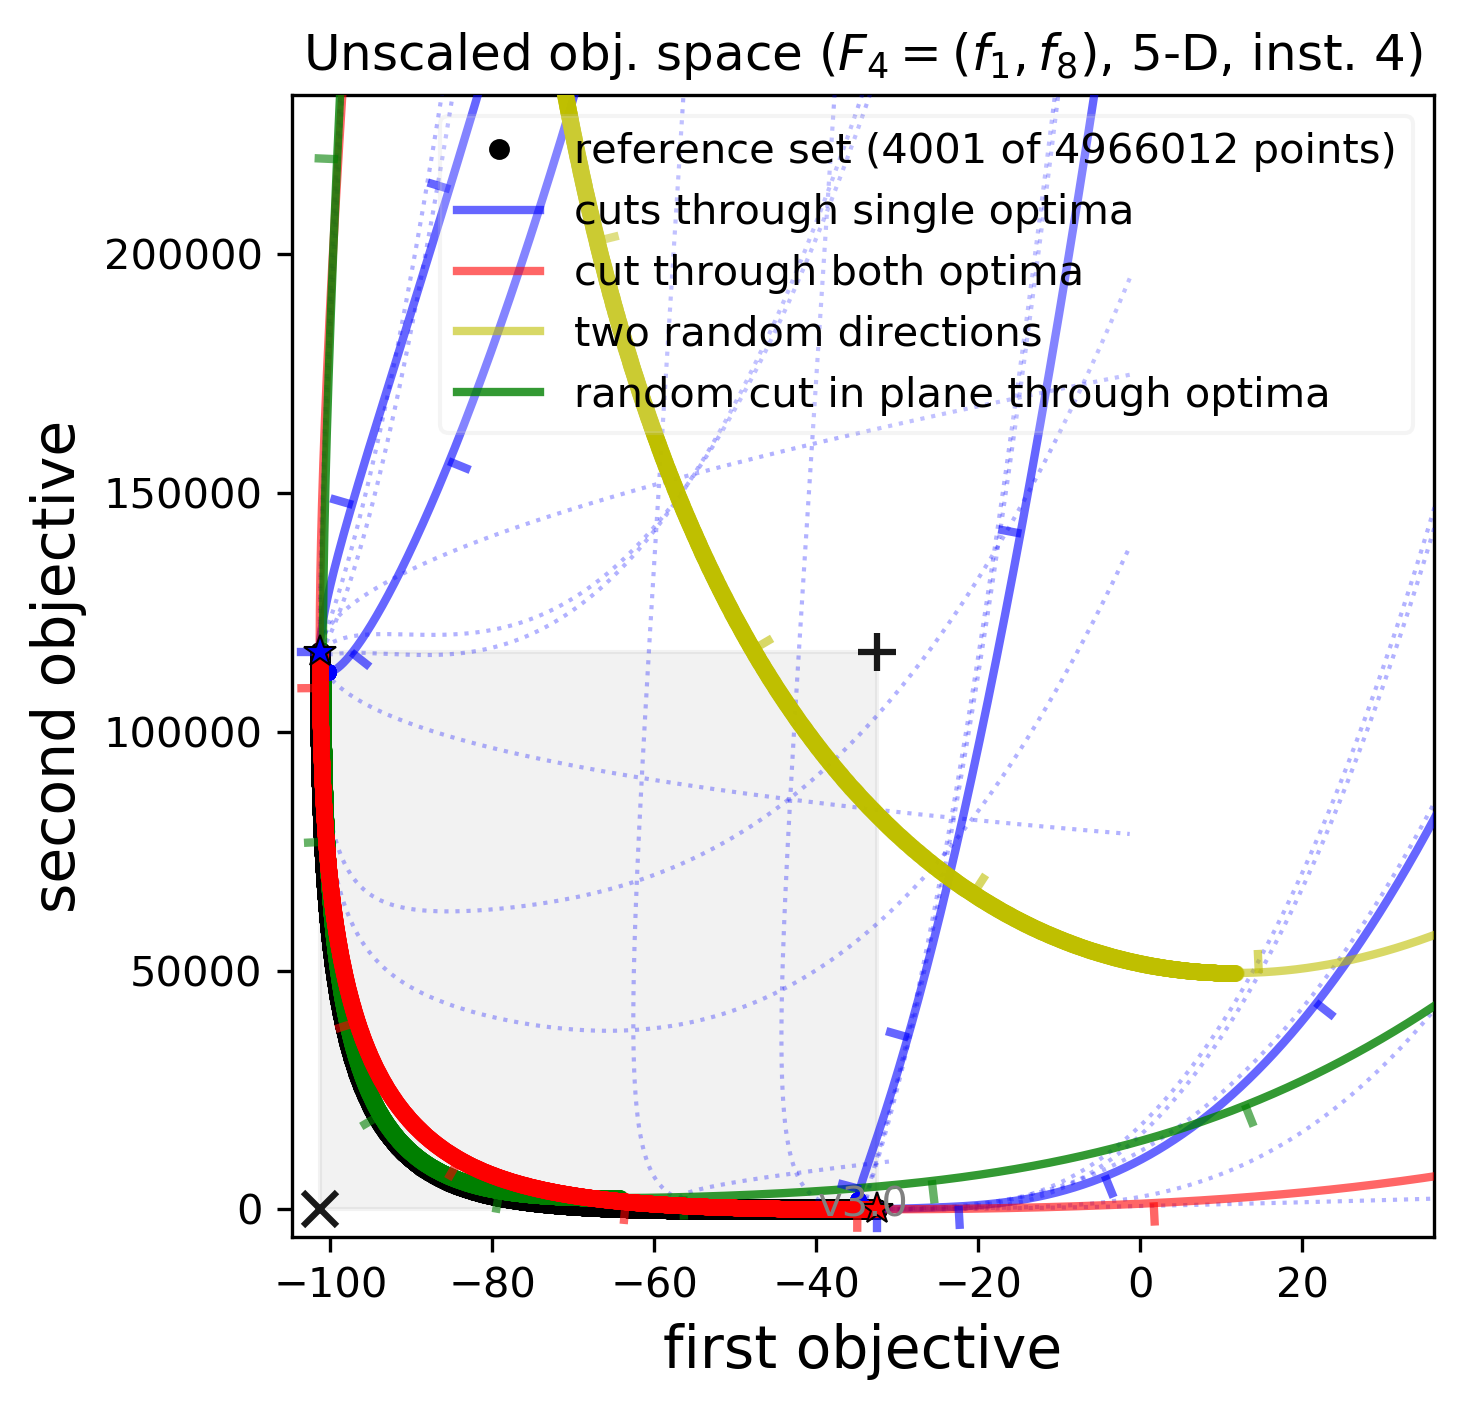 Unscaled obj. space (F₄ = (f₁, f₈), 5-D, inst. 4)
reference set (4001 of 4966012 points)
cuts through single optima
cut through both optima
two random directions
random cut in plane through optima
second objective
200000
150000
100000
50000
0
v3.0
−100 −80 −60 −40 −20 0 20
first objective